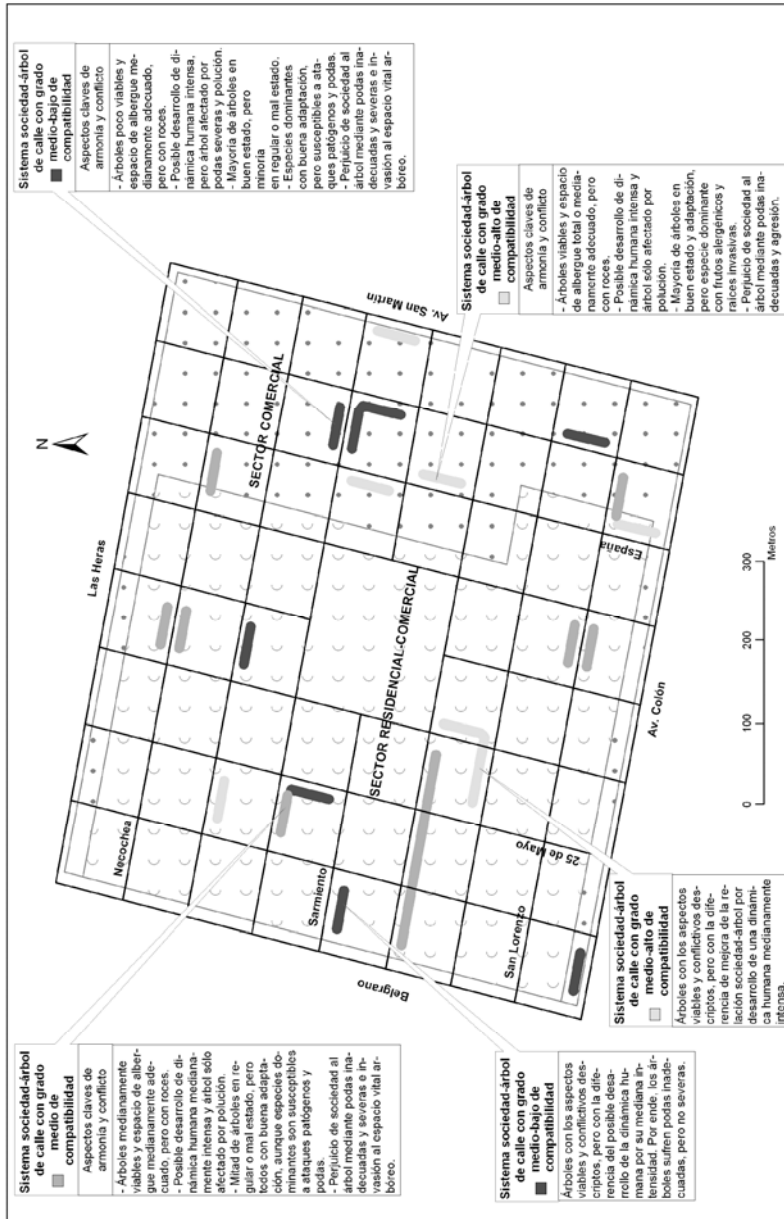 Sistema sociedad-árbol
de calle con grado
medio de
compatibilidad
Aspectos claves de
armonía y conflicto
- Árboles medianamente
viables y espacio de alber-
gue medianamente ade-
cuado, pero con roces.
- Posible desarrollo de di-
námica humana mediana-
mente intensa y árbol sólo
afectado por polución.
- Mitad de árboles en re-
gular o mal estado, pero
todos con buena adapta-
ción, aunque especies do-
minantes son susceptibles
a ataques patógenos y
podas.
- Perjuicio de sociedad al
árbol mediante podas ina-
decuadas y severas e in-
vasión al espacio vital ar-
bóreo.
Sistema sociedad-árbol
de calle con grado
medio-bajo de
compatibilidad
Aspectos claves de
armonía y conflicto
- Árboles poco viables y
espacio de albergue me-
dianamente adecuado,
pero con roces.
- Posible desarrollo de di-
námica humana intensa,
pero árbol afectado por
podas severas y polución.
- Mayoría de árboles en
buen estado, pero
minoría
en regular o mal estado.
- Especies dominantes
con buena adaptación,
pero susceptibles a ata-
ques patógenos y podas.
- Perjuicio de sociedad al
árbol mediante podas ina-
decuadas y severas e in-
vasión al espacio vital ar-
bóreo.
N
Las Heras
Necochea
SECTOR COMERCIAL
Av. San Martín
Sarmiento
SECTOR RESIDENCIAL-COMERCIAL
Belgrano
San Lorenzo
25 de Mayo
España
Av. Colón
Sistema sociedad-árbol
de calle con grado
medio-alto de
compatibilidad
Aspectos claves de
armonía y conflicto
- Árboles viables y espacio
de albergue total o media-
namente adecuado, pero
con roces.
- Posible desarrollo de di-
námica humana intensa y
árbol sólo afectado por
polución.
- Mayoría de árboles en
buen estado y adaptación,
pero especie dominante
con frutos alergénicos y
raíces invasivas.
- Perjuicio de sociedad al
árbol mediante podas ina-
decuadas y agresión.
Sistema sociedad-árbol
de calle con grado
medio-bajo de
compatibilidad
Árboles con los aspectos
viables y conflictivos des-
criptos, pero con la dife-
rencia del posible desa-
rrollo de la dinámica hu-
mana por su mediana in-
tensidad. Por ende, los ár-
boles sufren podas inade-
cuadas, pero no severas.
Sistema sociedad-árbol
de calle con grado
medio-alto de
compatibilidad
Árboles con los aspectos
viables y conflictivos des-
criptos, pero con la dife-
rencia de mejora de la re-
lación sociedad-árbol por
desarrollo de una dinámi-
ca humana medianamente
intensa.
0 100 200 300
Metros